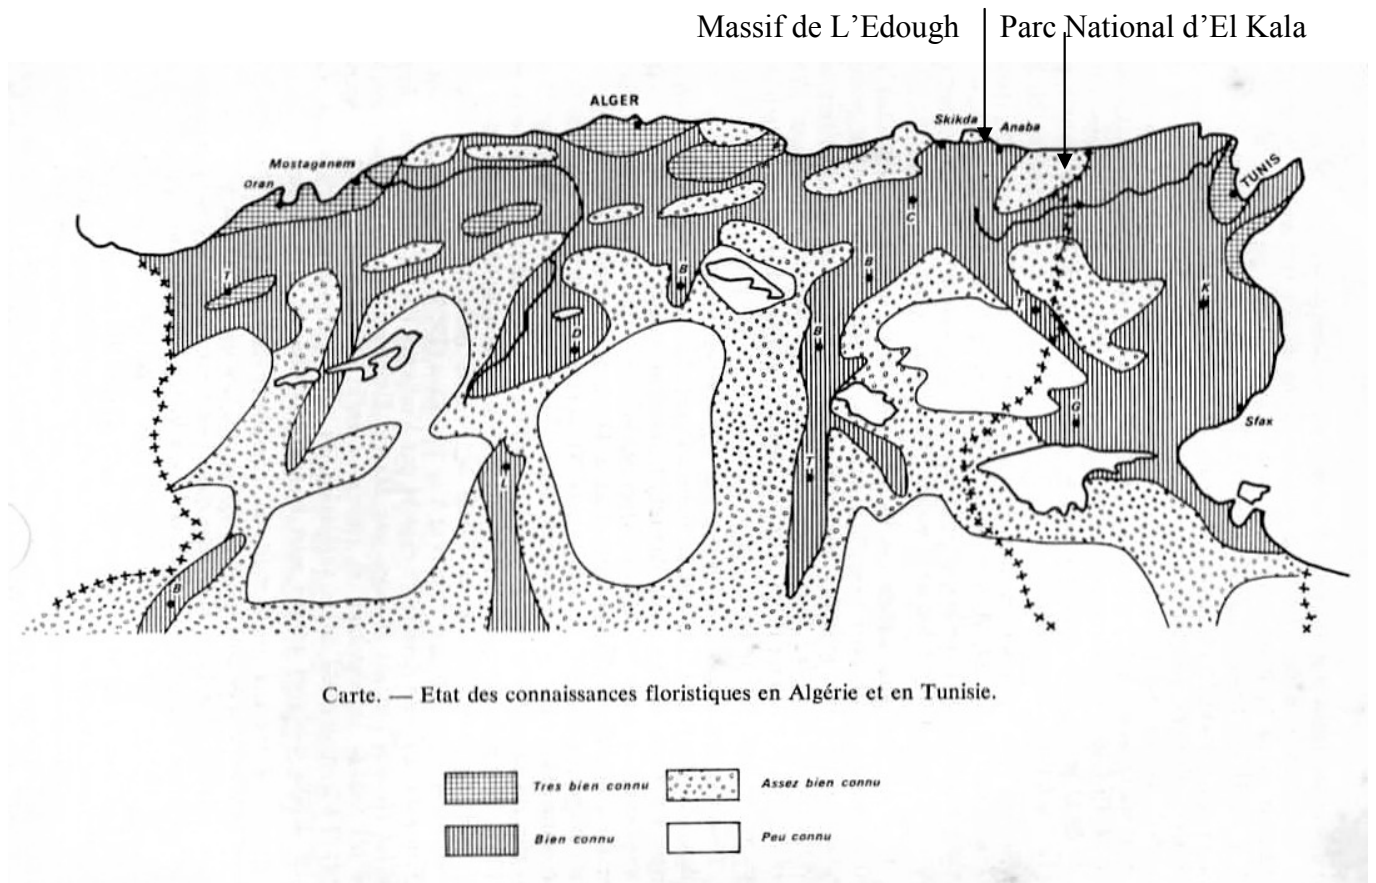 Massif de L'Edough Parc National d'El Kala
ALGER
Skikda
Anaba
Mostaganem
Oran
TUNIS
T
C
B
B
K
T
D
B
G
Sfax
T
L
B
Carte. — Etat des connaissances floristiques en Algérie et en Tunisie.
Tres bien connu
Assez bien connu
Bien connu
Peu connu